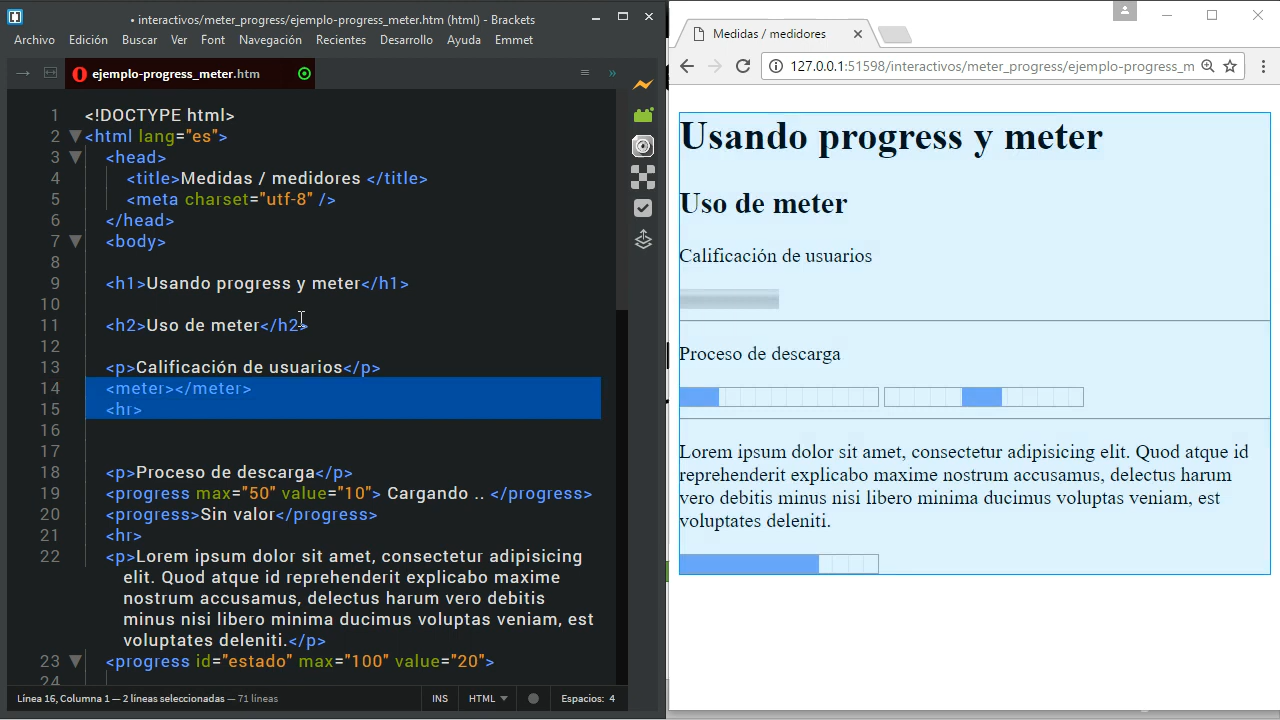 • interactivos/meter_progress/ejemplo-progress_meter.htm (html) - Brackets
Archivo Edición Buscar Ver Font Navegación Recientes Desarrollo Ayuda Emmet
ejemplo-progress_meter.htm
1 <!DOCTYPE html>
2 <html lang="es">
3 <head>
4 <title>Medidas / medidores </title>
5 <meta charset="utf-8" />
6 </head>
7 <body>
8
9 <h1>Usando progress y meter</h1>
10
11 <h2>Uso de meter</h2>
12
13 <p>Calificación de usuarios</p>
14 <meter></meter>
15 <hr>
16
17
18 <p>Proceso de descarga</p>
19 <progress max="50" value="10"> Cargando .. </progress>
20 <progress>Sin valor</progress>
21 <hr>
22 <p>Lorem ipsum dolor sit amet, consectetur adipisicing
elit. Quod atque id reprehenderit explicabo maxime
nostrum accusamus, delectus harum vero debitis
minus nisi libero minima ducimus voluptas veniam, est
voluptates deleniti.</p>
23 <progress id="estado" max="100" value="20">
24
Línea 16, Columna 1 — 2 líneas seleccionadas — 71 líneas
INS HTML Espacios: 4
Medidas / medidores
127.0.0.1:51598/interactivos/meter_progress/ejemplo-progress_m
Usando progress y meter
Uso de meter
Calificación de usuarios
Proceso de descarga
Lorem ipsum dolor sit amet, consectetur adipisicing elit. Quod atque id
reprehenderit explicabo maxime nostrum accusamus, delectus harum
vero debitis minus nisi libero minima ducimus voluptas veniam, est
voluptates deleniti.